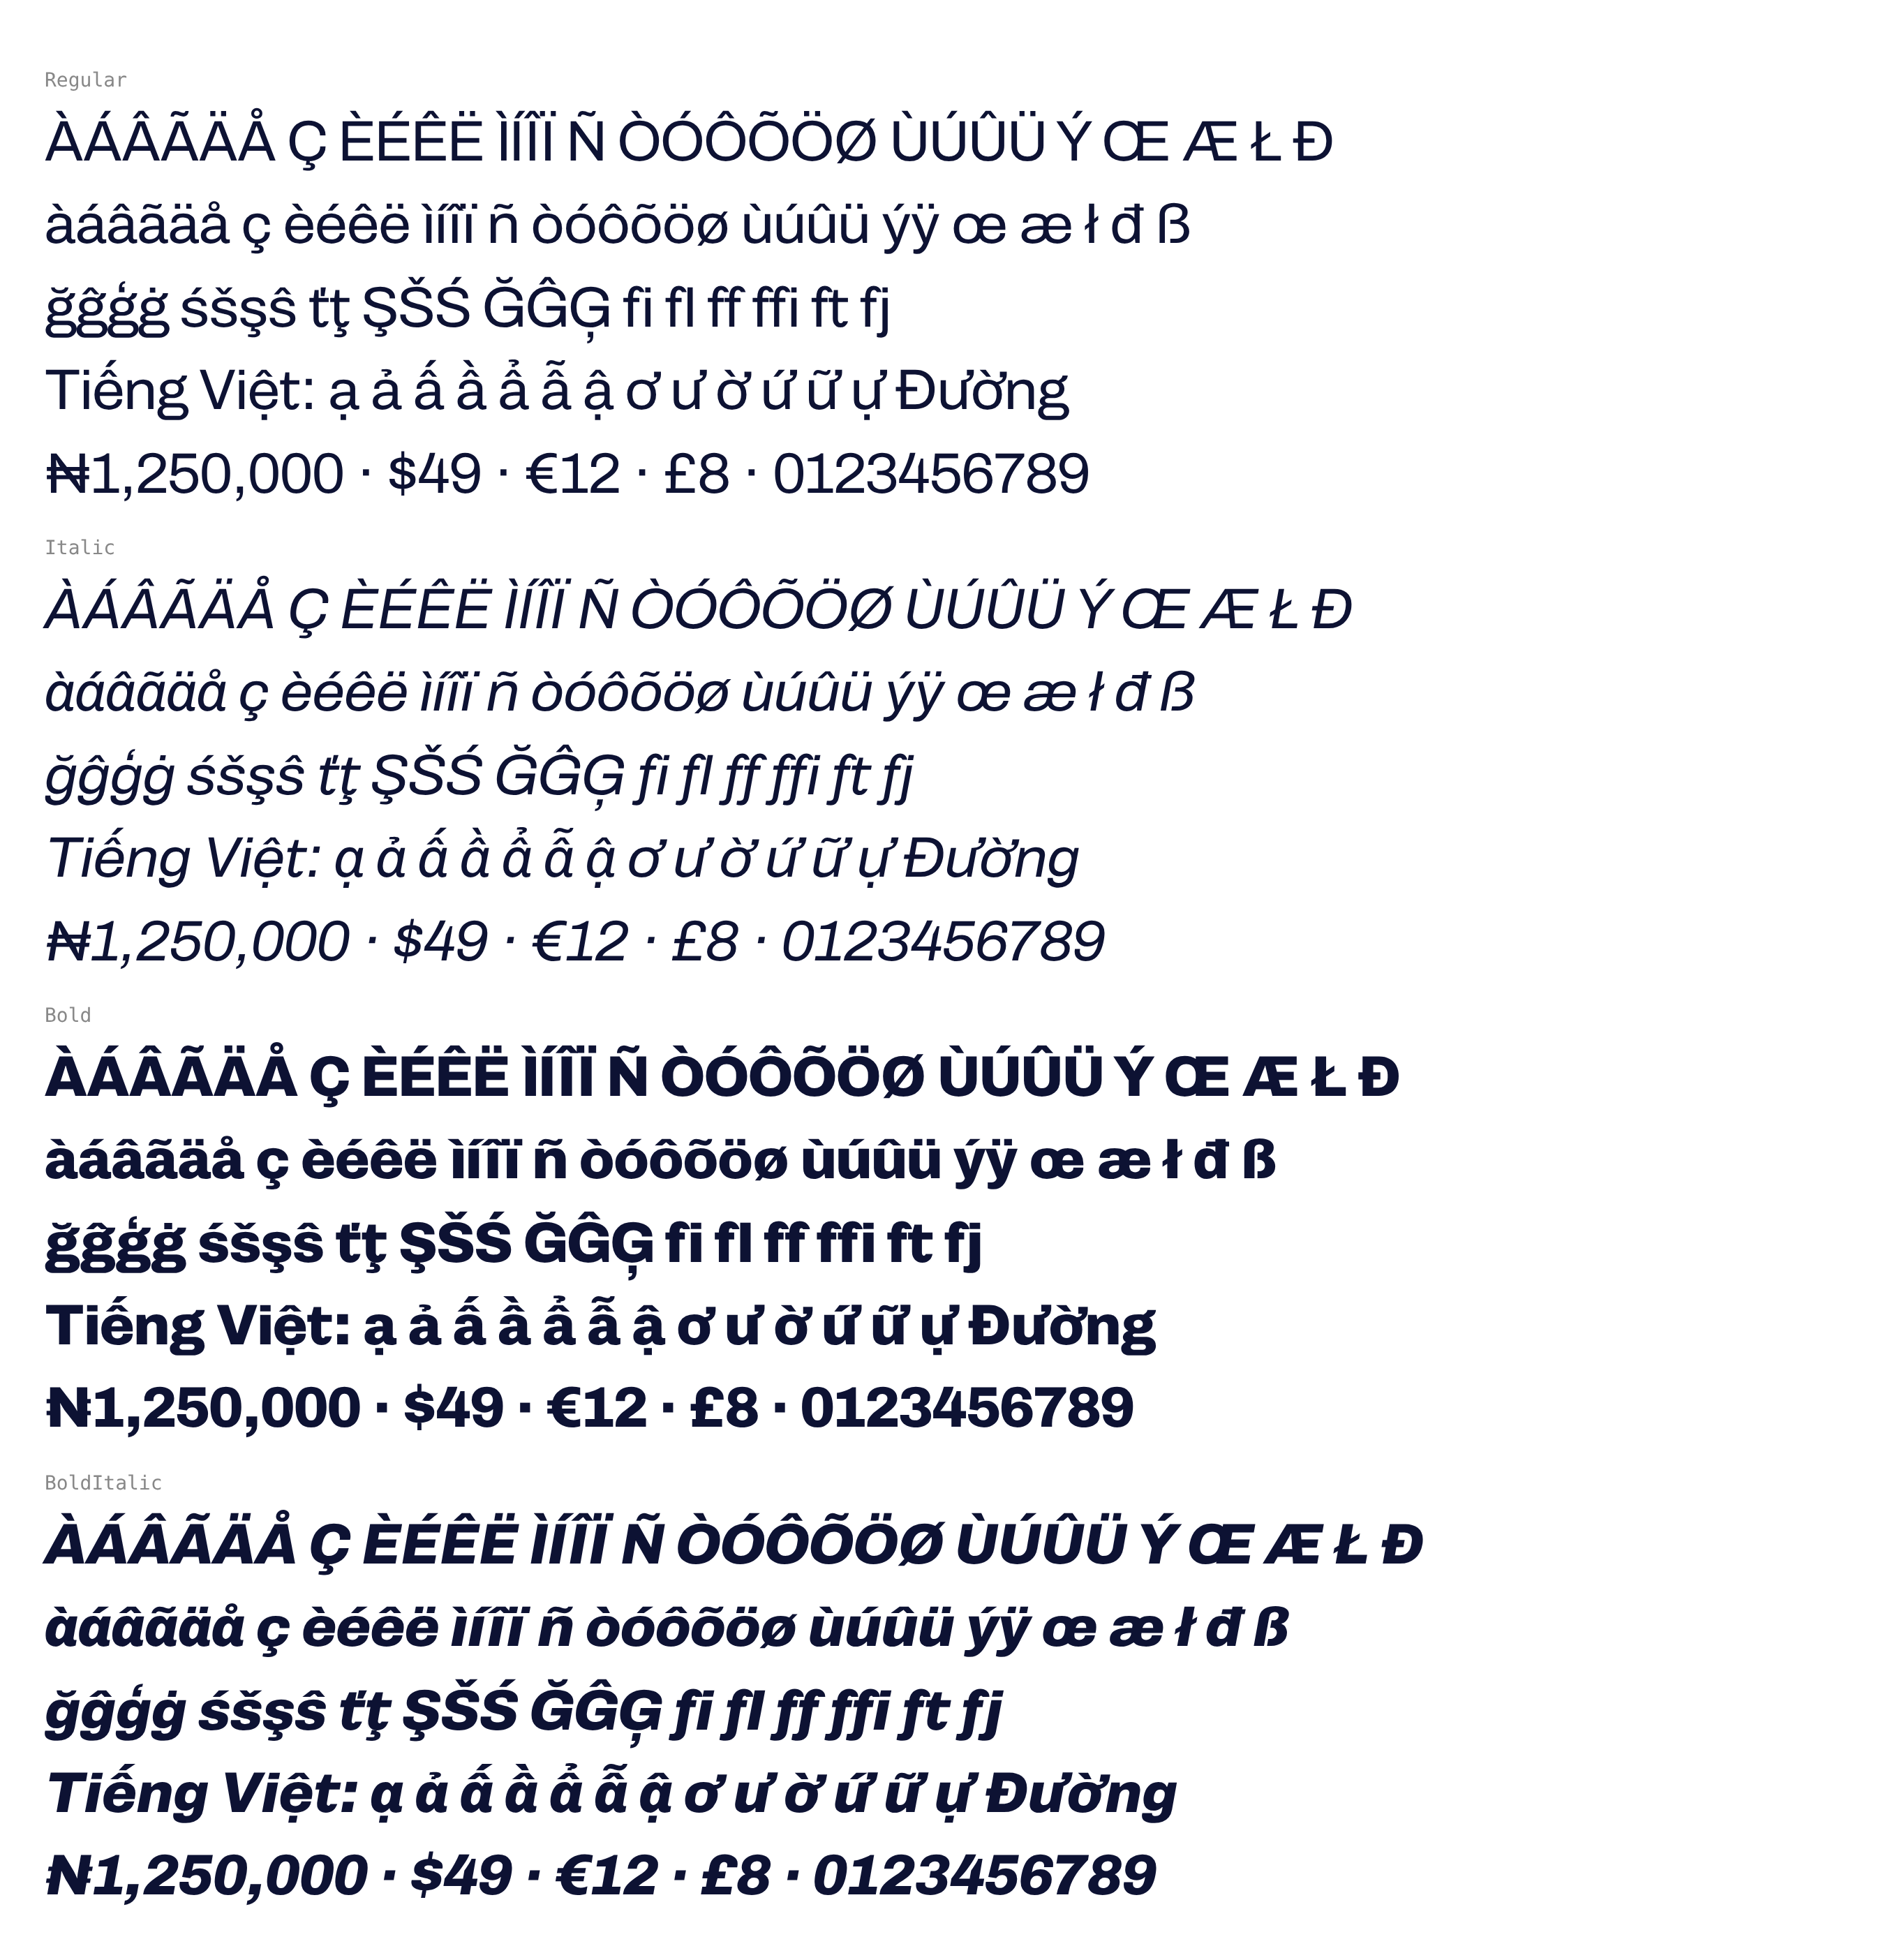 Regular
ÀÁÂÃÄÅ Ç ÈÉÊË ÌÍÎÏ Ñ ÒÓÔÕÖØ ÙÚÛÜ Ý Œ Æ Ł Đ
àáâãäå ç èéêë ìíîï ñ òóôõöø ùúûü ýÿ œ æ ł đ ß
ğĝģġ śšşŝ ťţ ŞŠŚ ĞĜĢ fi fl ff ffi ft fj
Tiếng Việt: ạ ả ấ ầ ẩ ẫ ậ ơ ư ờ ứ ữ ự Đường
₦1,250,000 · $49 · €12 · £8 · 0123456789
Italic
ÀÁÂÃÄÅ Ç ÈÉÊË ÌÍÎÏ Ñ ÒÓÔÕÖØ ÙÚÛÜ Ý Œ Æ Ł Đ
àáâãäå ç èéêë ìíîï ñ òóôõöø ùúûü ýÿ œ æ ł đ ß
ğĝģġ śšşŝ ťţ ŞŠŚ ĞĜĢ fi fl ff ffi ft fj
Tiếng Việt: ạ ả ấ ầ ẩ ẫ ậ ơ ư ờ ứ ữ ự Đường
₦1,250,000 · $49 · €12 · £8 · 0123456789
Bold
ÀÁÂÃÄÅ Ç ÈÉÊË ÌÍÎÏ Ñ ÒÓÔÕÖØ ÙÚÛÜ Ý Œ Æ Ł Đ
àáâãäå ç èéêë ìíîï ñ òóôõöø ùúûü ýÿ œ æ ł đ ß
ğĝģġ śšşŝ ťţ ŞŠŚ ĞĜĢ fi fl ff ffi ft fj
Tiếng Việt: ạ ả ấ ầ ẩ ẫ ậ ơ ư ờ ứ ữ ự Đường
₦1,250,000 · $49 · €12 · £8 · 0123456789
BoldItalic
ÀÁÂÃÄÅ Ç ÈÉÊË ÌÍÎÏ Ñ ÒÓÔÕÖØ ÙÚÛÜ Ý Œ Æ Ł Đ
àáâãäå ç èéêë ìíîï ñ òóôõöø ùúûü ýÿ œ æ ł đ ß
ğĝģġ śšşŝ ťţ ŞŠŚ ĞĜĢ fi fl ff ffi ft fj
Tiếng Việt: ạ ả ấ ầ ẩ ẫ ậ ơ ư ờ ứ ữ ự Đường
₦1,250,000 · $49 · €12 · £8 · 0123456789